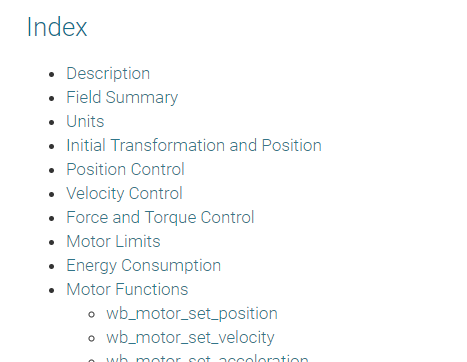 Index
Description
Field Summary
Units
Initial Transformation and Position
Position Control
Velocity Control
Force and Torque Control
Motor Limits
Energy Consumption
Motor Functions
wb_motor_set_position
wb_motor_set_velocity
wb_motor_set_acceleration